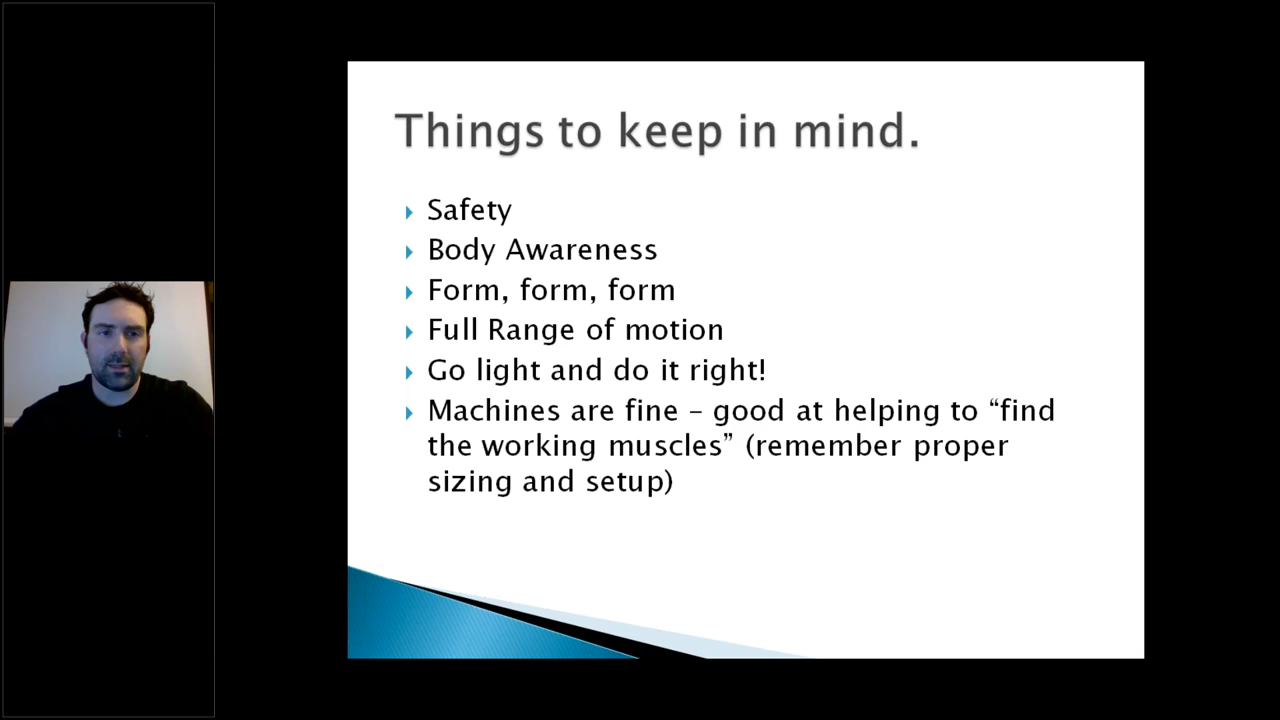 Things to keep in mind.
Safety
Body Awareness
Form, form, form
Full Range of motion
Go light and do it right!
Machines are fine – good at helping to “find
the working muscles” (remember proper
sizing and setup)